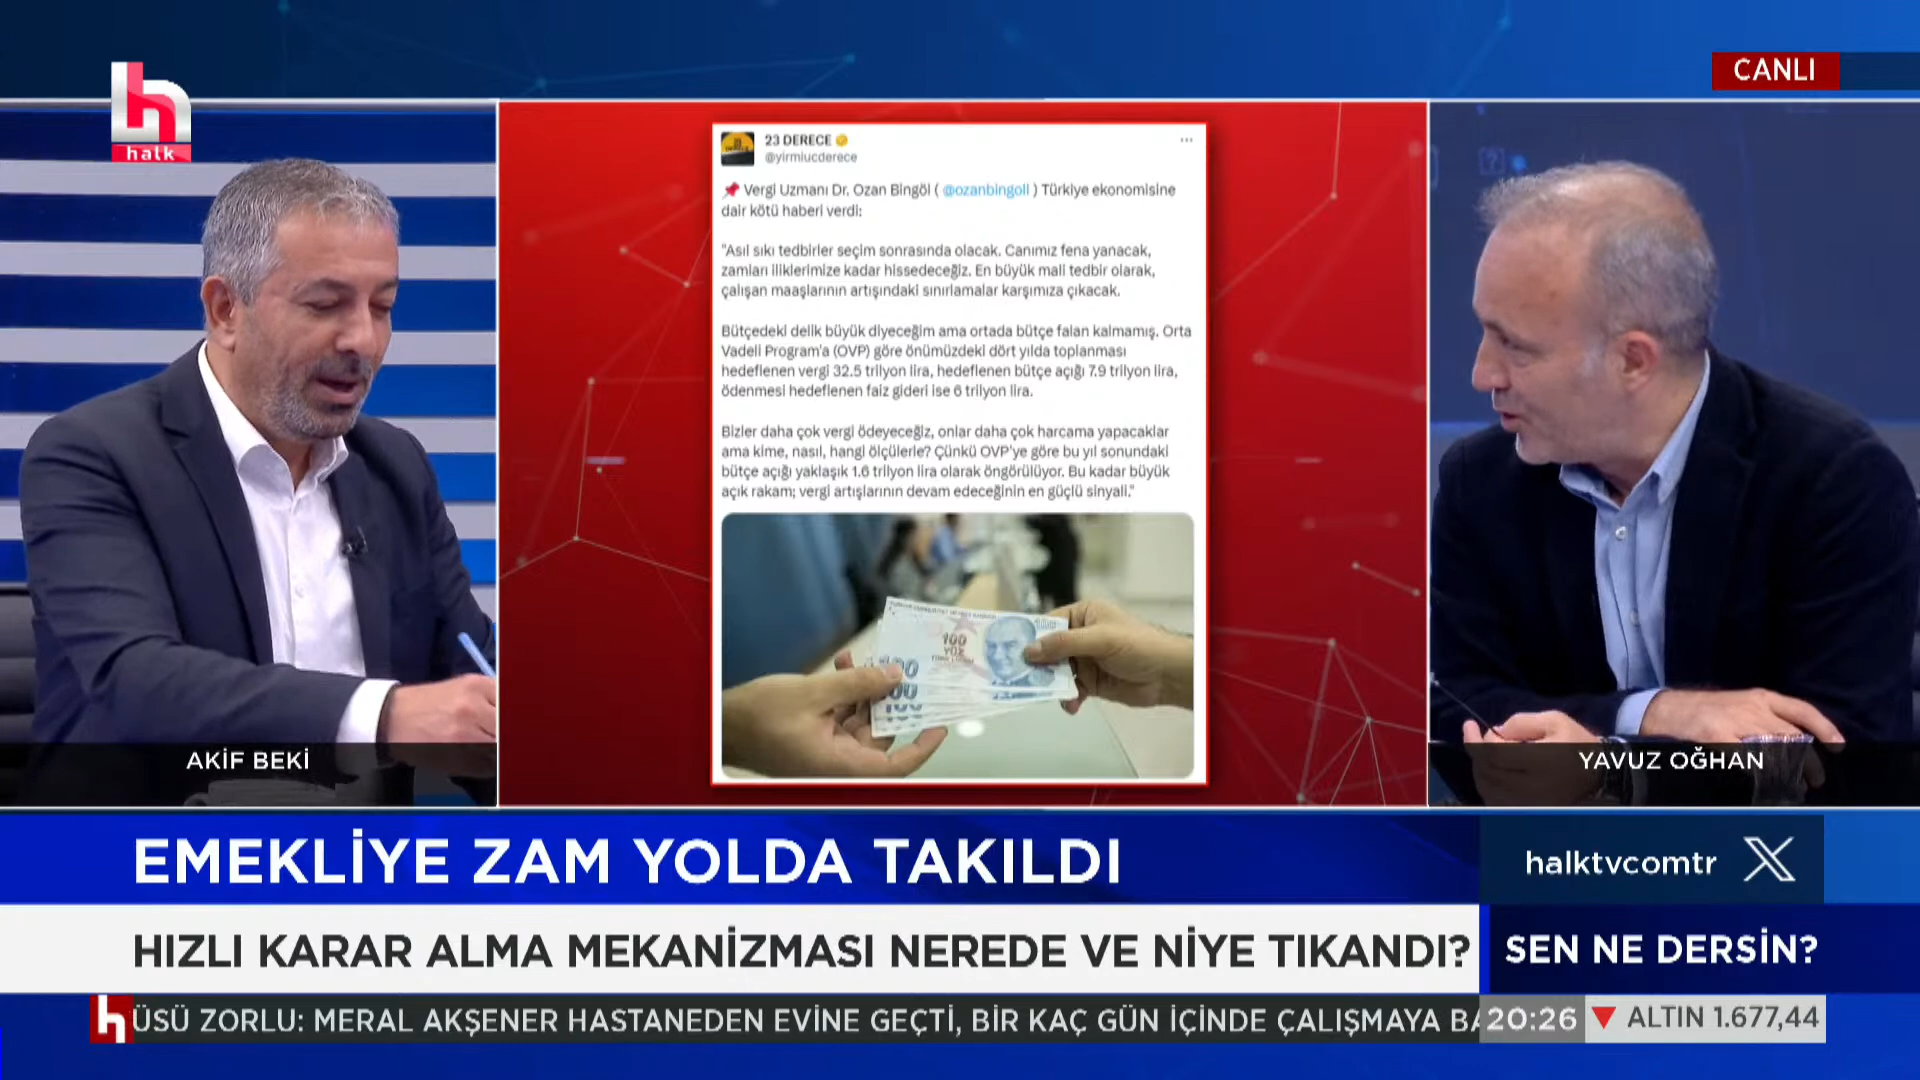 CANLI
h
halk
23 DERECE
@yirmiucderece
Vergi Uzmanı Dr. Ozan Bingöl ( @ozanbingoll ) Türkiye ekonomisine
dair kötü haberi verdi:
"Asıl sıkı tedbirler seçim sonrasında olacak. Canımız fena yanacak,
zamları iliklerimize kadar hissedeceğiz. En büyük mali tedbir olarak,
çalışan maaşlarının artışındaki sınırlamalar karşımıza çıkacak.
Bütçedeki delik büyük diyeceğim ama ortada bütçe falan kalmamış. Orta
Vadeli Program'a (OVP) göre önümüzdeki dört yılda toplanması
hedeflenen vergi 32.5 trilyon lira, hedeflenen bütçe açığı 7.9 trilyon lira,
ödenmesi hedeflenen faiz gideri ise 6 trilyon lira.
Bizler daha çok vergi ödeyeceğiz, onlar daha çok harcama yapacaklar
ama kime, nasıl, hangi ölçülerle? Çünkü OVP'ye göre bu yıl sonundaki
bütçe açığı yaklaşık 1.6 trilyon lira olarak öngörülüyor. Bu kadar büyük
açık rakam; vergi artışlarının devam edeceğinin en güçlü sinyali."
100
YÜZ
100
100
100
AKİF BEKİ
YAVUZ OĞHAN
EMEKLİYE ZAM YOLDA TAKILDI
halktvcomtr X
HIZLI KARAR ALMA MEKANİZMASI NEREDE VE NİYE TIKANDI?
SEN NE DERSİN?
h ÜSÜ ZORLU: MERAL AKŞENER HASTANEDEN EVİNE GEÇTİ, BİR KAÇ GÜN İÇİNDE ÇALIŞMAYA BA
20:26
ALTIN 1.677,44